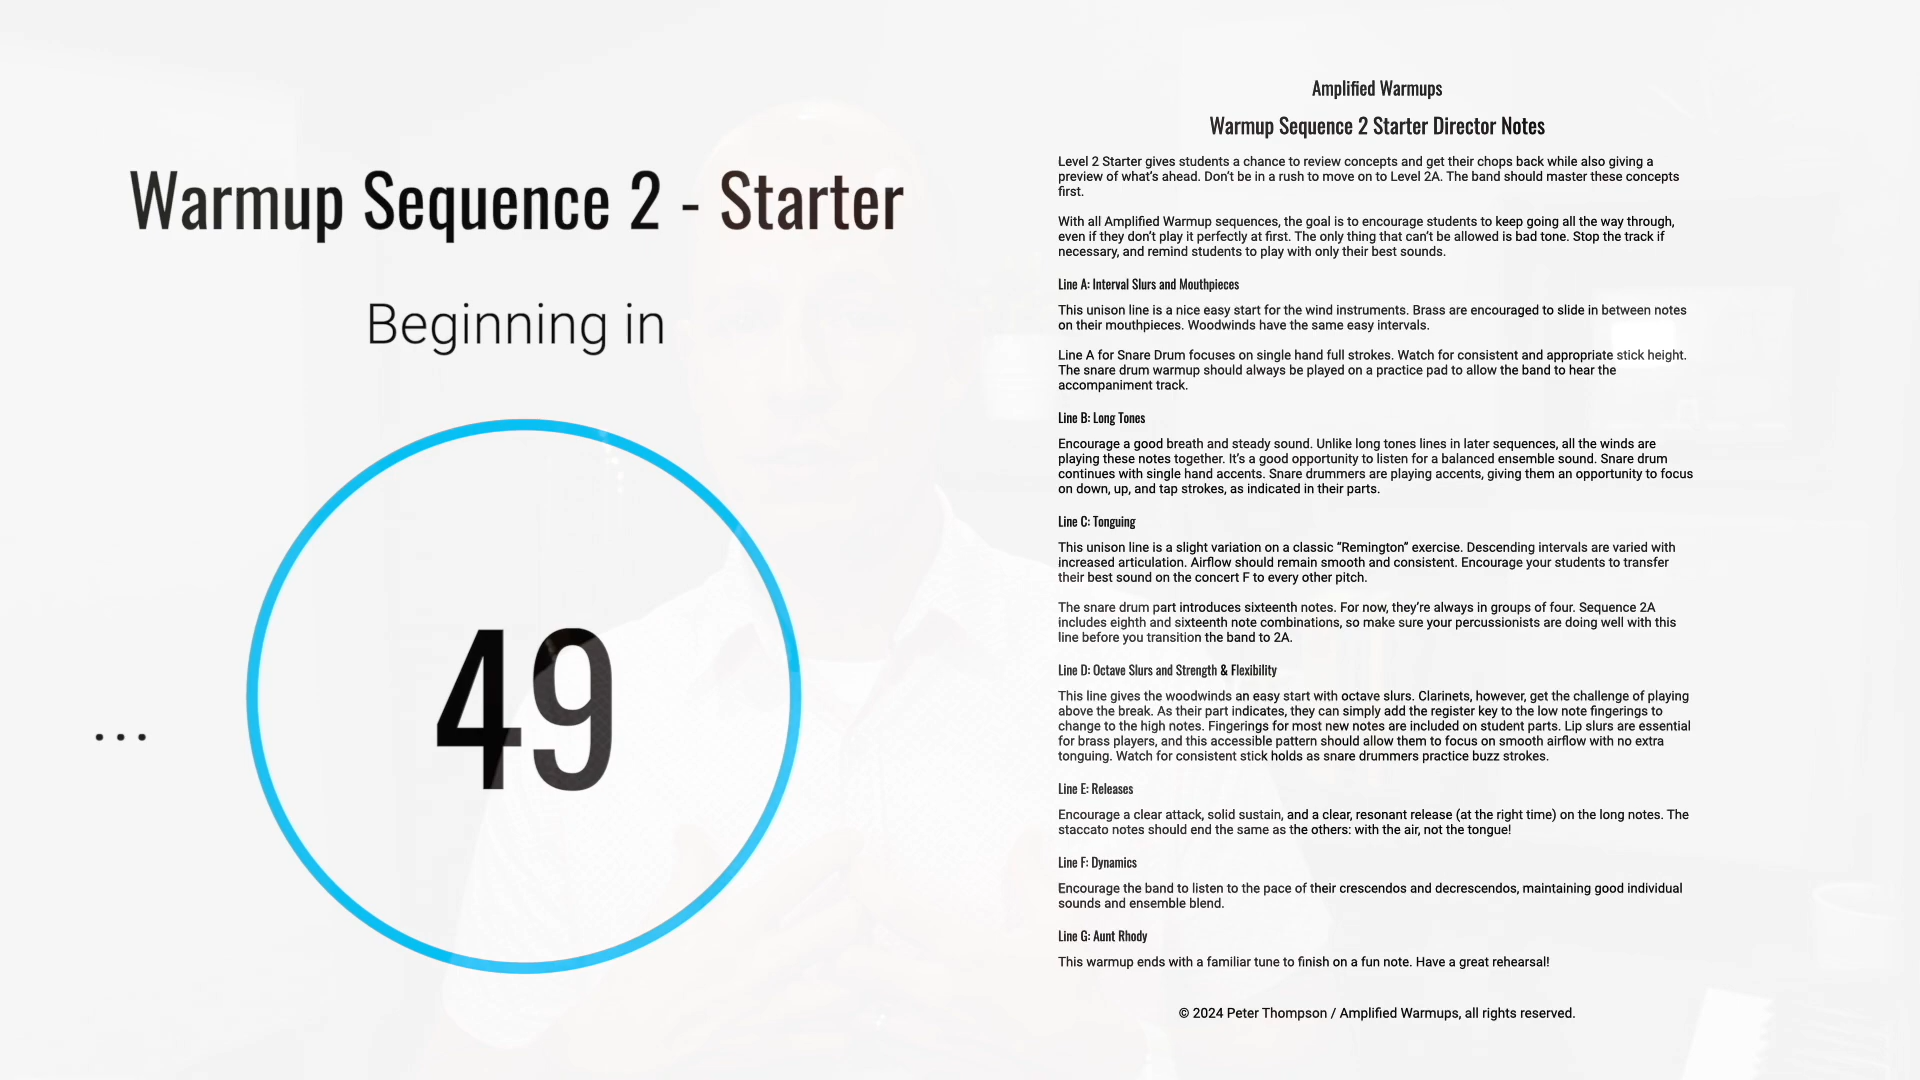 Warmup Sequence 2 - Starter
Beginning in
49
...
Amplified Warmups
Warmup Sequence 2 Starter Director Notes
Level 2 Starter gives students a chance to review concepts and get their chops back while also giving a
preview of what's ahead. Don't be in a rush to move on to Level 2A. The band should master these concepts
first.
With all Amplified Warmup sequences, the goal is to encourage students to keep going all the way through,
even if they don't play it perfectly at first. The only thing that can't be allowed is bad tone. Stop the track if
necessary, and remind students to play with only their best sounds.
Line A: Interval Slurs and Mouthpieces
This unison line is a nice easy start for the wind instruments. Brass are encouraged to slide in between notes
on their mouthpieces. Woodwinds have the same easy intervals.
Line A for Snare Drum focuses on single hand full strokes. Watch for consistent and appropriate stick height.
The snare drum warmup should always be played on a practice pad to allow the band to hear the
accompaniment track.
Line B: Long Tones
Encourage a good breath and steady sound. Unlike long tones lines in later sequences, all the winds are
playing these notes together. It's a good opportunity to listen for a balanced ensemble sound. Snare drum
continues with single hand accents. Snare drummers are playing accents, giving them an opportunity to focus
on down, up, and tap strokes, as indicated in their parts.
Line C: Tonguing
This unison line is a slight variation on a classic “Remington” exercise. Descending intervals are varied with
increased articulation. Airflow should remain smooth and consistent. Encourage your students to transfer
their best sound on the concert F to every other pitch.
The snare drum part introduces sixteenth notes. For now, they're always in groups of four. Sequence 2A
includes eighth and sixteenth note combinations, so make sure your percussionists are doing well with this
line before you transition the band to 2A.
Line D: Octave Slurs and Strength & Flexibility
This line gives the woodwinds an easy start with octave slurs. Clarinets, however, get the challenge of playing
above the break. As their part indicates, they can simply add the register key to the low note fingerings to
change to the high notes. Fingerings for most new notes are included on student parts. Lip slurs are essential
for brass players, and this accessible pattern should allow them to focus on smooth airflow with no extra
tonguing. Watch for consistent stick holds as snare drummers practice buzz strokes.
Line E: Releases
Encourage a clear attack, solid sustain, and a clear, resonant release (at the right time) on the long notes. The
staccato notes should end the same as the others: with the air, not the tongue!
Line F: Dynamics
Encourage the band to listen to the pace of their crescendos and decrescendos, maintaining good individual
sounds and ensemble blend.
Line G: Aunt Rhody
This warmup ends with a familiar tune to finish on a fun note. Have a great rehearsal!
© 2024 Peter Thompson / Amplified Warmups, all rights reserved.